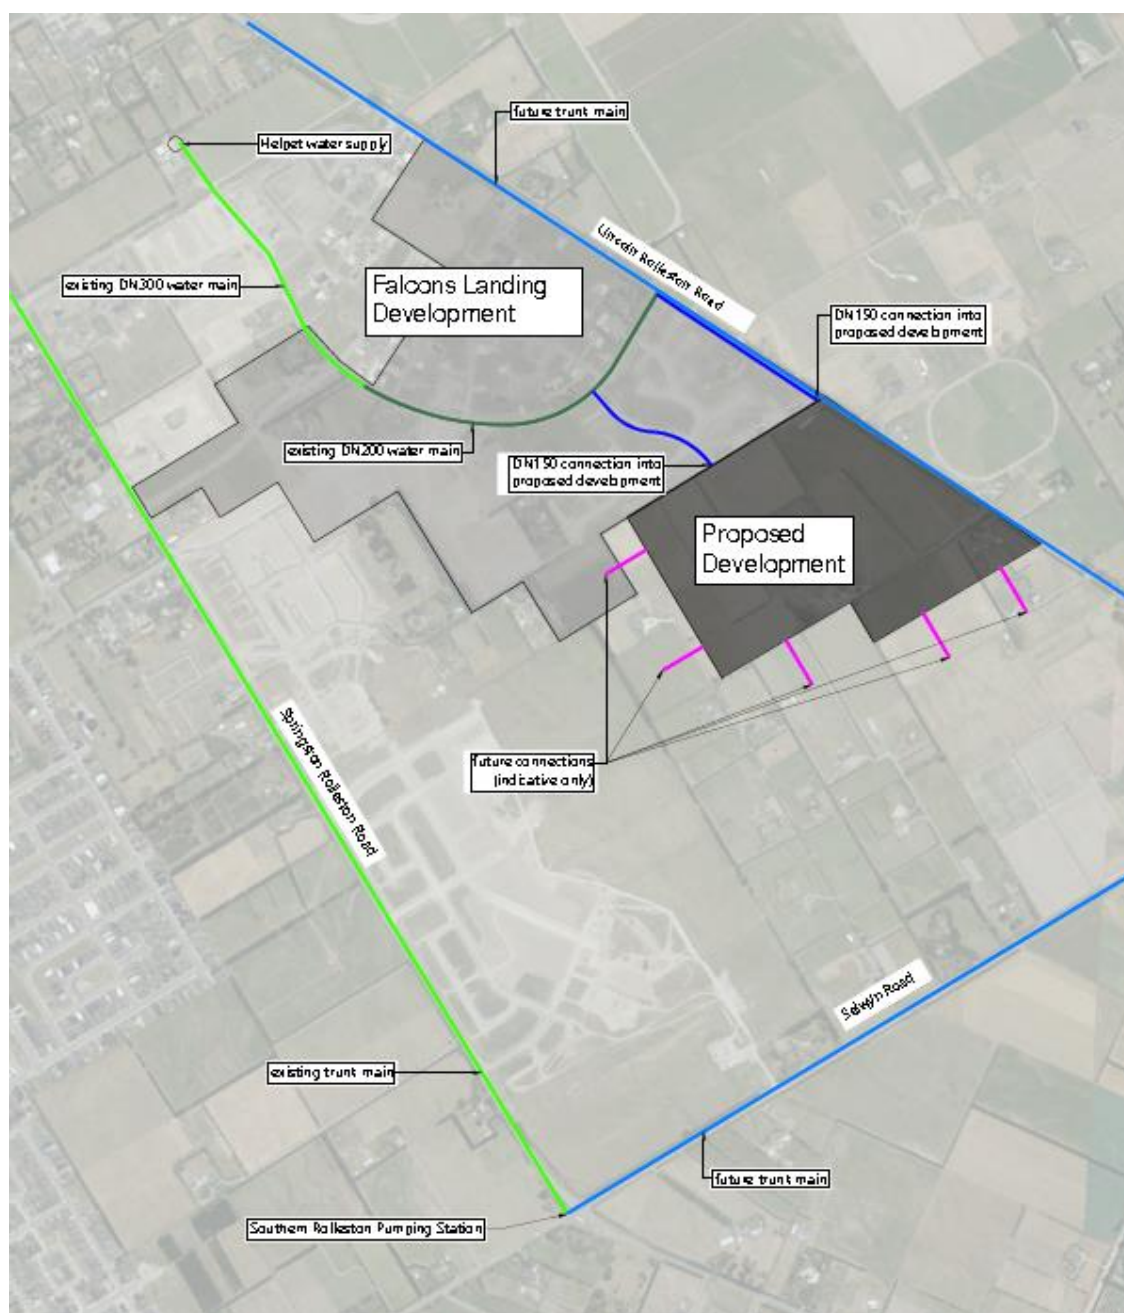 future trunk main
Helpet water supply
Lincoln Rolleston Road
existing DN300 water main
Falcons Landing
Development
DN150 connection into
proposed development
existing DN200 water main
DN150 connection into
proposed development
Proposed
Development
Springston Rolleston Road
future connections
(indicative only)
Selwyn Road
existing trunk main
future trunk main
Southern Rolleston Pumping Station